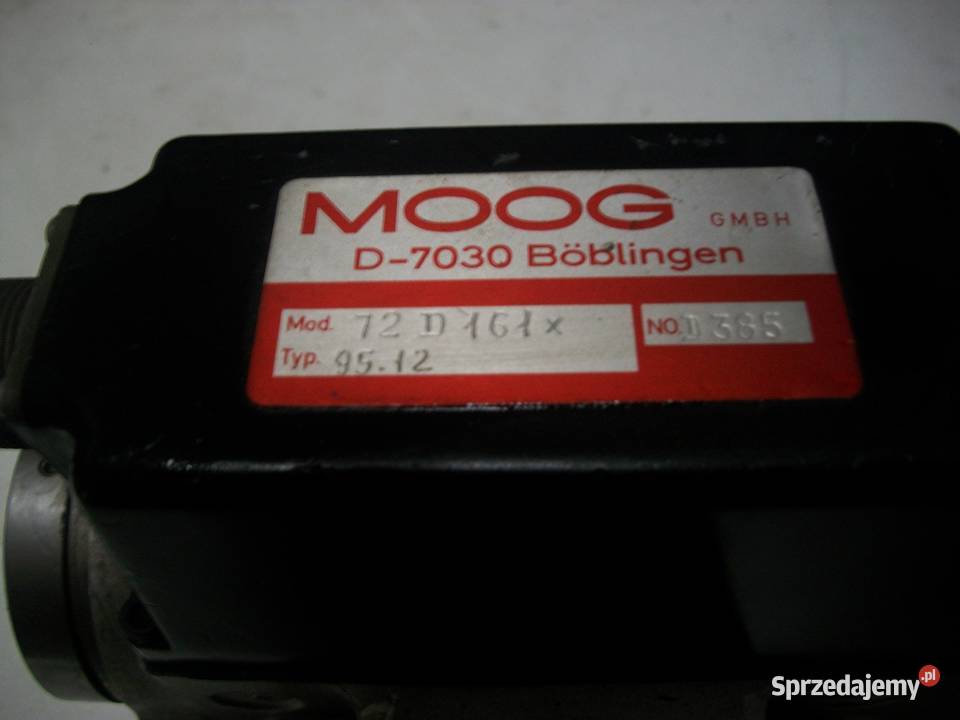 MOOG GMBH
D-7030 Böblingen
Mod. 72 D 161 x NO. D 385
Typ. 95.12
Sprzedajemy.pl